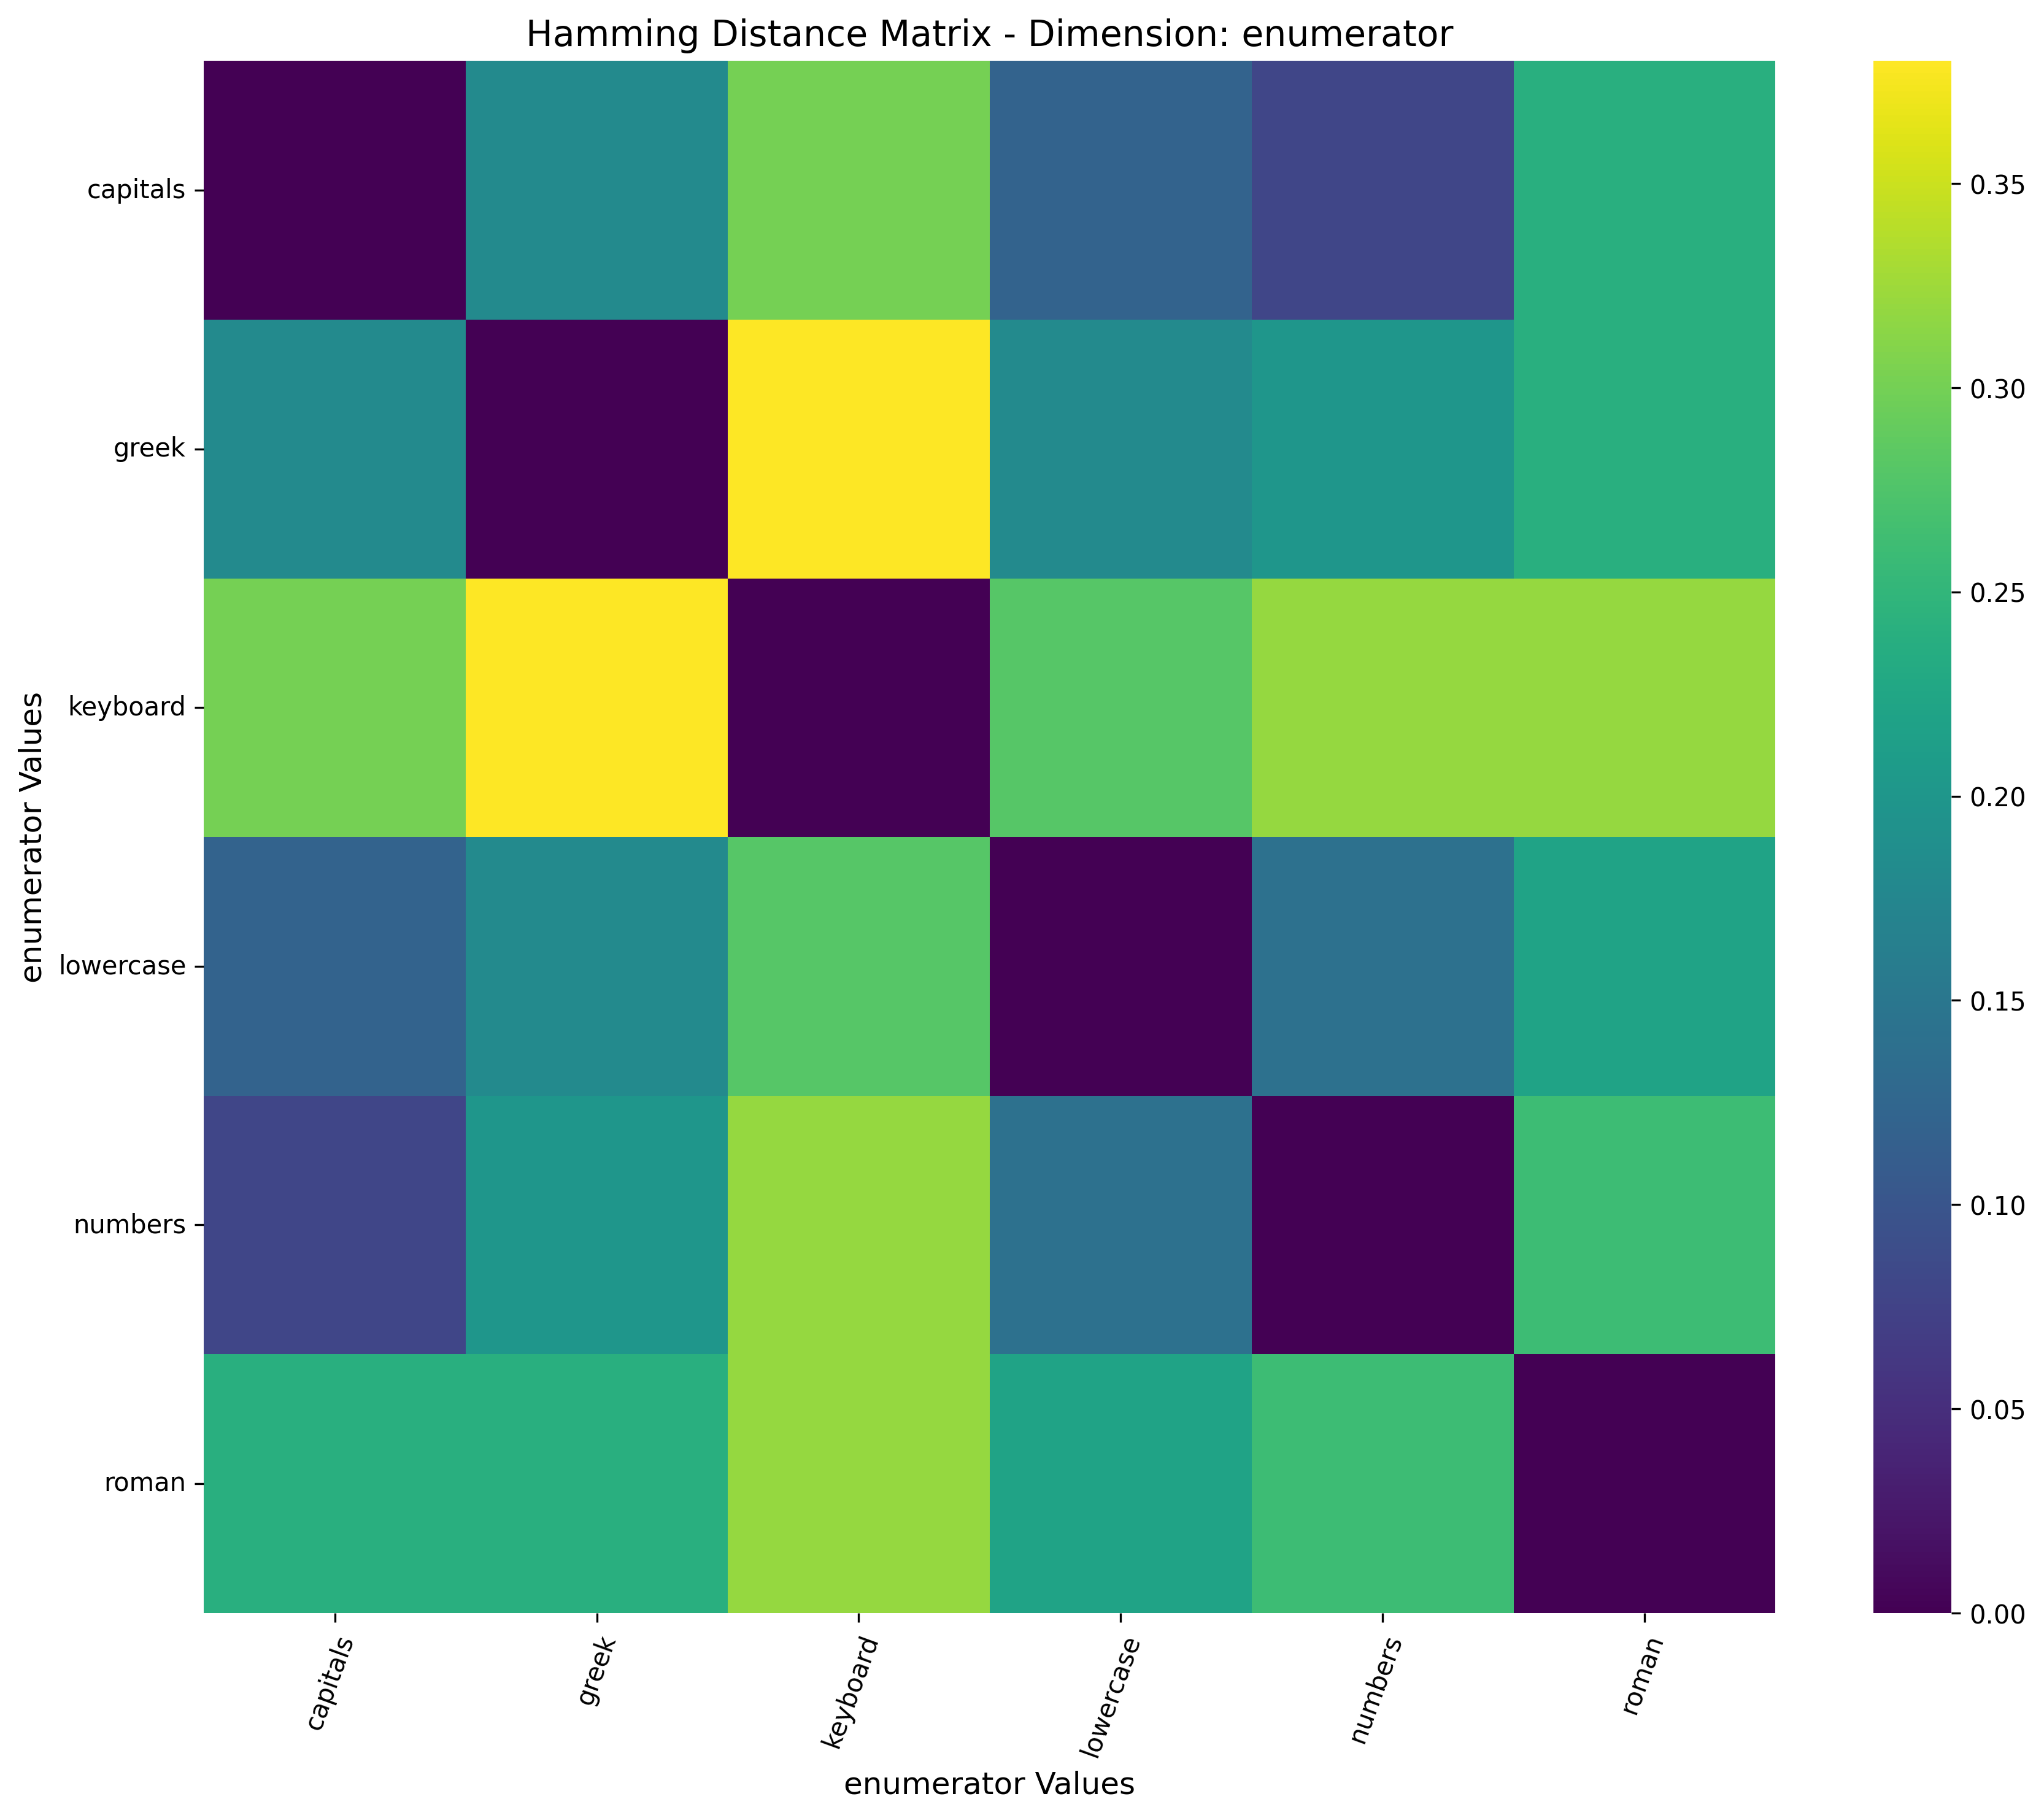 Hamming Distance Matrix - Dimension: enumerator
enumerator Values
capitals
greek
keyboard
lowercase
numbers
roman
capitals
greek
keyboard
lowercase
numbers
roman
enumerator Values
0.35
0.30
0.25
0.20
0.15
0.10
0.05
0.00